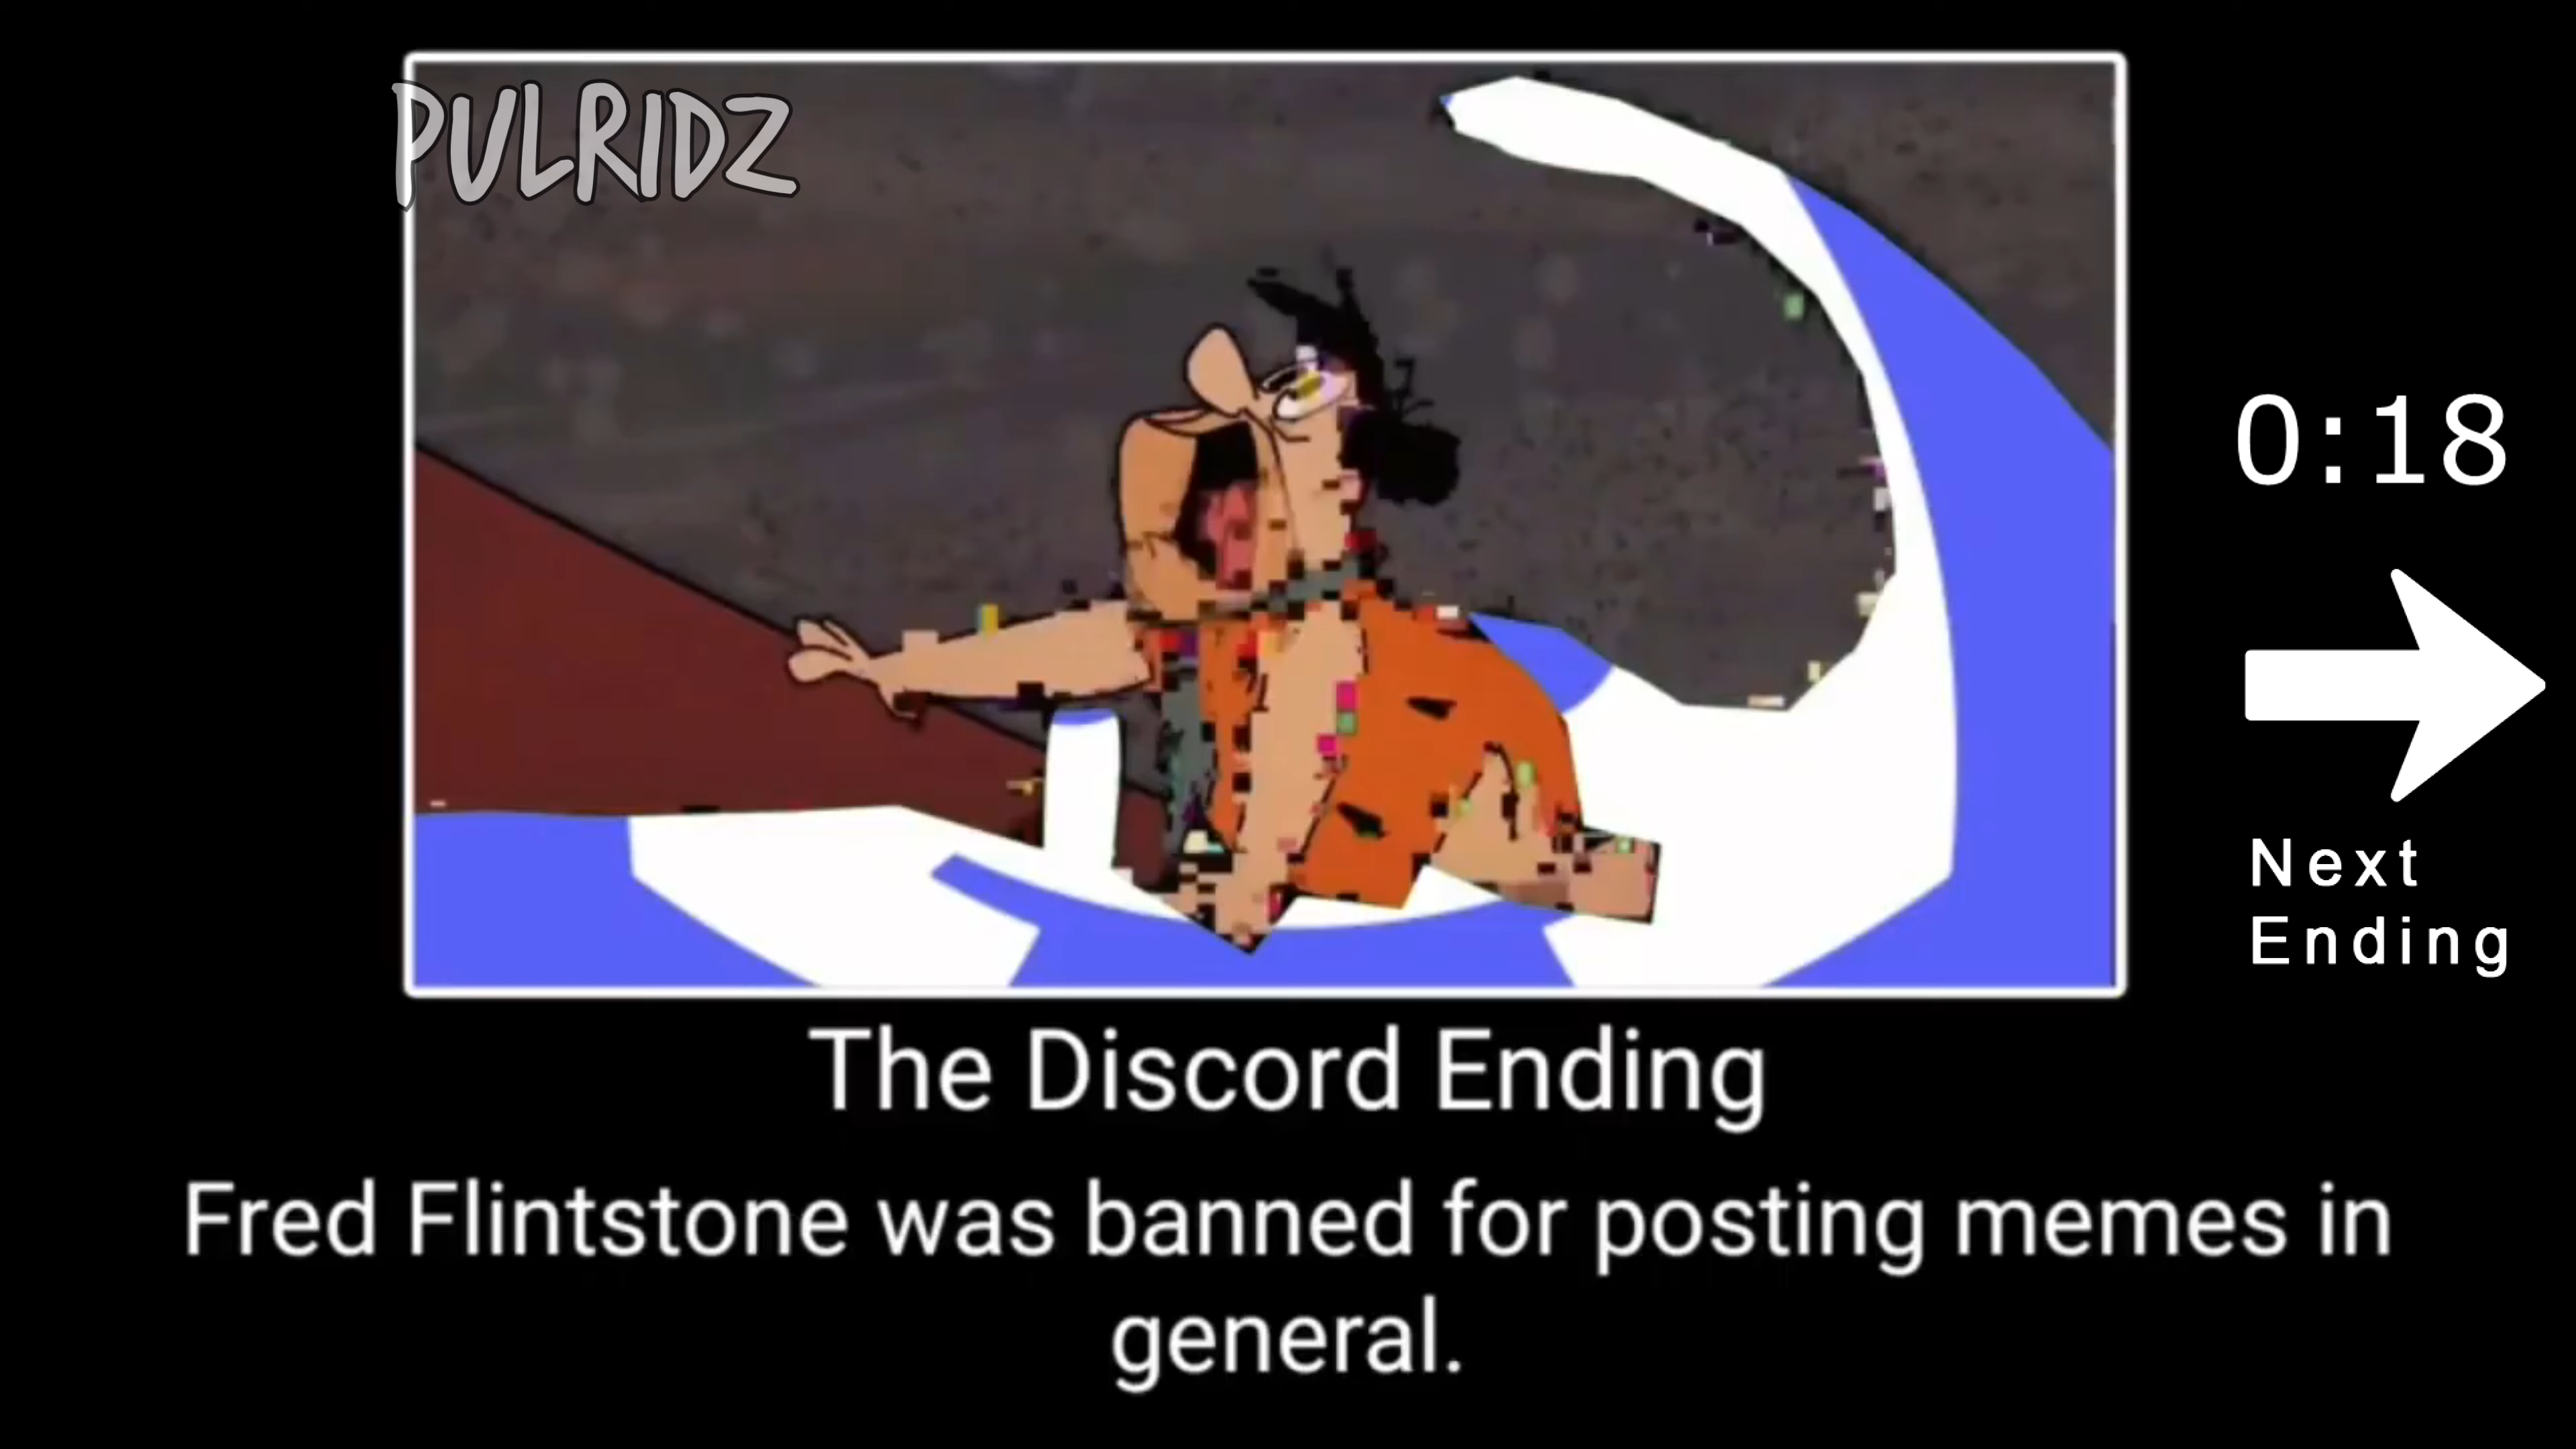 PULRIDZ
0:18
Next
Ending
The Discord Ending
Fred Flintstone was banned for posting memes in
general.